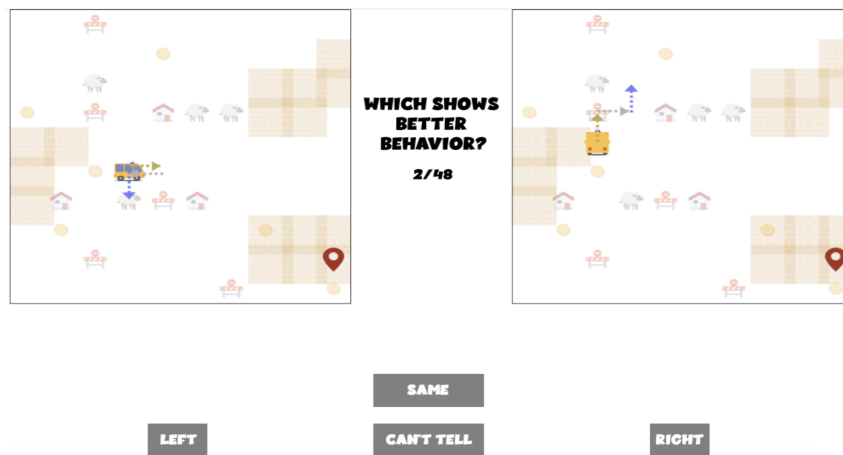 WHICH SHOWS
BETTER
BEHAVIOR?
2/48
SAME
LEFT
CAN'T TELL
RIGHT